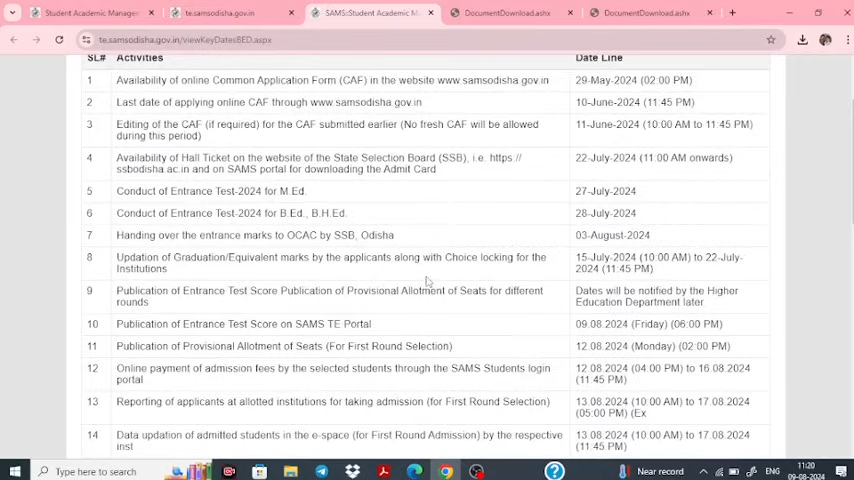 Student Academic Manager
te.samsodisha.gov.in
SAMS::Student Academic M
DocumentDownload.ashx
DocumentDownload.ashx
te.samsodisha.gov.in/viewKeyDatesBED.aspx
SL# Activities Date Line
1 Availability of online Common Application Form (CAF) in the website www.samsodisha.gov.in 29-May-2024 (02:00 PM)
2 Last date of applying online CAF through www.samsodisha.gov.in 10-June-2024 (11:45 PM)
3 Editing of the CAF (if required) for the CAF submitted earlier (No fresh CAF will be allowed 11-June-2024 (10:00 AM to 11:45 PM)
during this period)
4 Availability of Hall Ticket on the website of the State Selection Board (SSB), i.e. https:// 22-July-2024 (11:00 AM onwards)
ssbodisha.ac.in and on SAMS portal for downloading the Admit Card
5 Conduct of Entrance Test-2024 for M.Ed. 27-July-2024
6 Conduct of Entrance Test-2024 for B.Ed., B.H.Ed. 28-July-2024
7 Handing over the entrance marks to OCAC by SSB, Odisha 03-August-2024
8 Updation of Graduation/Equivalent marks by the applicants along with Choice locking for the 15-July-2024 (10:00 AM) to 22-July-
Institutions 2024 (11:45 PM)
9 Publication of Entrance Test Score Publication of Provisional Allotment of Seats for different Dates will be notified by the Higher
rounds Education Department later
10 Publication of Entrance Test Score on SAMS TE Portal 09.08.2024 (Friday) (06:00 PM)
11 Publication of Provisional Allotment of Seats (For First Round Selection) 12.08.2024 (Monday) (02:00 PM)
12 Online payment of admission fees by the selected students through the SAMS Students login 12.08.2024 (04:00 PM) to 16.08.2024
portal (11:45 PM)
13 Reporting of applicants at allotted institutions for taking admission (for First Round Selection) 13.08.2024 (10:00 AM) to 17.08.2024
(05:00 PM) (Ex
14 Data updation of admitted students in the e-space (for First Round Admission) by the respective 13.08.2024 (10:00 AM) to 17.08.2024
inst (11:45 PM)
Type here to search
Near record
ENG
11:20
09-08-2024